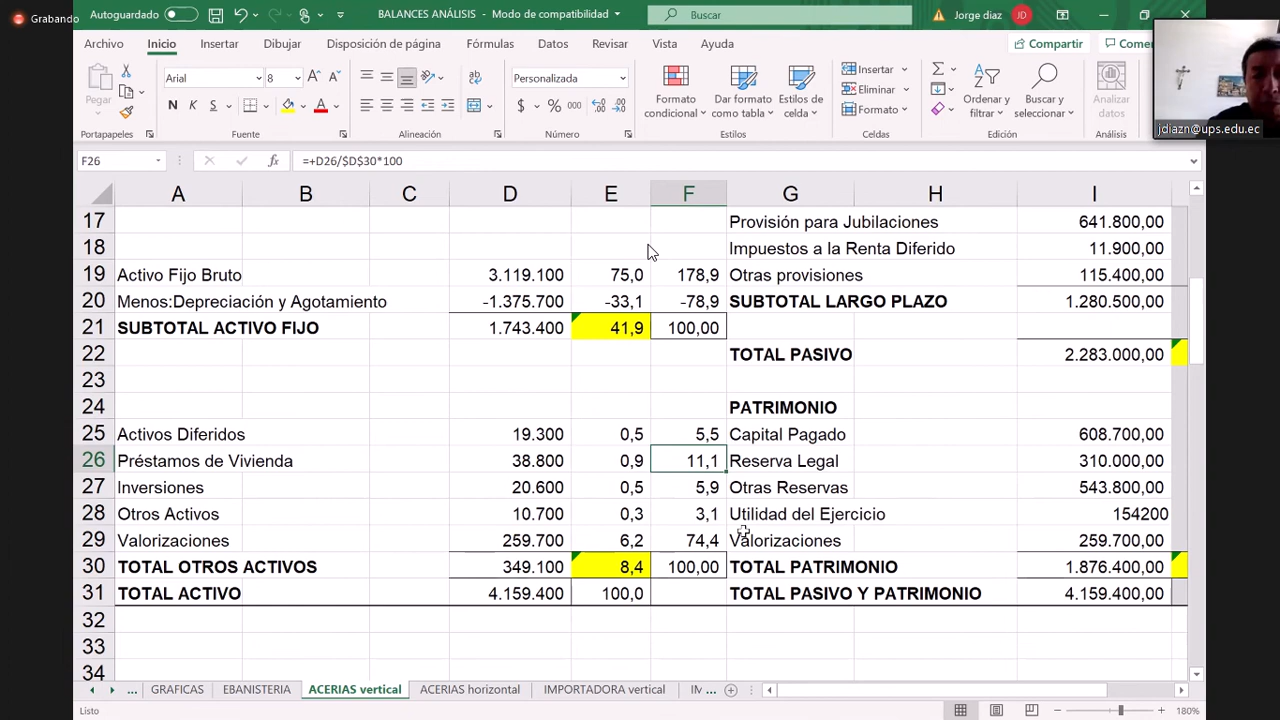 Grabando
Autoguardado
BALANCES ANÁLISIS - Modo de compatibilidad
Buscar
Jorge diaz
JD
Archivo Inicio Insertar Dibujar Disposición de página Fórmulas Datos Revisar Vista Ayuda
Compartir
Pegar
Arial
8
N K S
Personalizada
$ % 000
Formato condicional
Dar formato como tabla
Estilos de celda
Insertar
Eliminar
Formato
Ordenar y filtrar
Buscar y seleccionar
Analizar datos
jdiazn@ups.edu.ec
Portapapeles Fuente Alineación Número Estilos Celdas Edición Análisis
F26 fx =+D26/$D$30*100
A B C D E F G H I
17 Provisión para Jubilaciones 641.800,00
18 Impuestos a la Renta Diferido 11.900,00
19 Activo Fijo Bruto 3.119.100 75,0 178,9 Otras provisiones 115.400,00
20 Menos:Depreciación y Agotamiento -1.375.700 -33,1 -78,9 SUBTOTAL LARGO PLAZO 1.280.500,00
21 SUBTOTAL ACTIVO FIJO 1.743.400 41,9 100,00
22 TOTAL PASIVO 2.283.000,00
23
24 PATRIMONIO
25 Activos Diferidos 19.300 0,5 5,5 Capital Pagado 608.700,00
26 Préstamos de Vivienda 38.800 0,9 11,1 Reserva Legal 310.000,00
27 Inversiones 20.600 0,5 5,9 Otras Reservas 543.800,00
28 Otros Activos 10.700 0,3 3,1 Utilidad del Ejercicio 154200
29 Valorizaciones 259.700 6,2 74,4 Valorizaciones 259.700,00
30 TOTAL OTROS ACTIVOS 349.100 8,4 100,00 TOTAL PATRIMONIO 1.876.400,00
31 TOTAL ACTIVO 4.159.400 100,0 TOTAL PASIVO Y PATRIMONIO 4.159.400,00
32
33
34
... GRAFICAS EBANISTERIA ACERIAS vertical ACERIAS horizontal IMPORTADORA vertical IM ...
Listo
180%